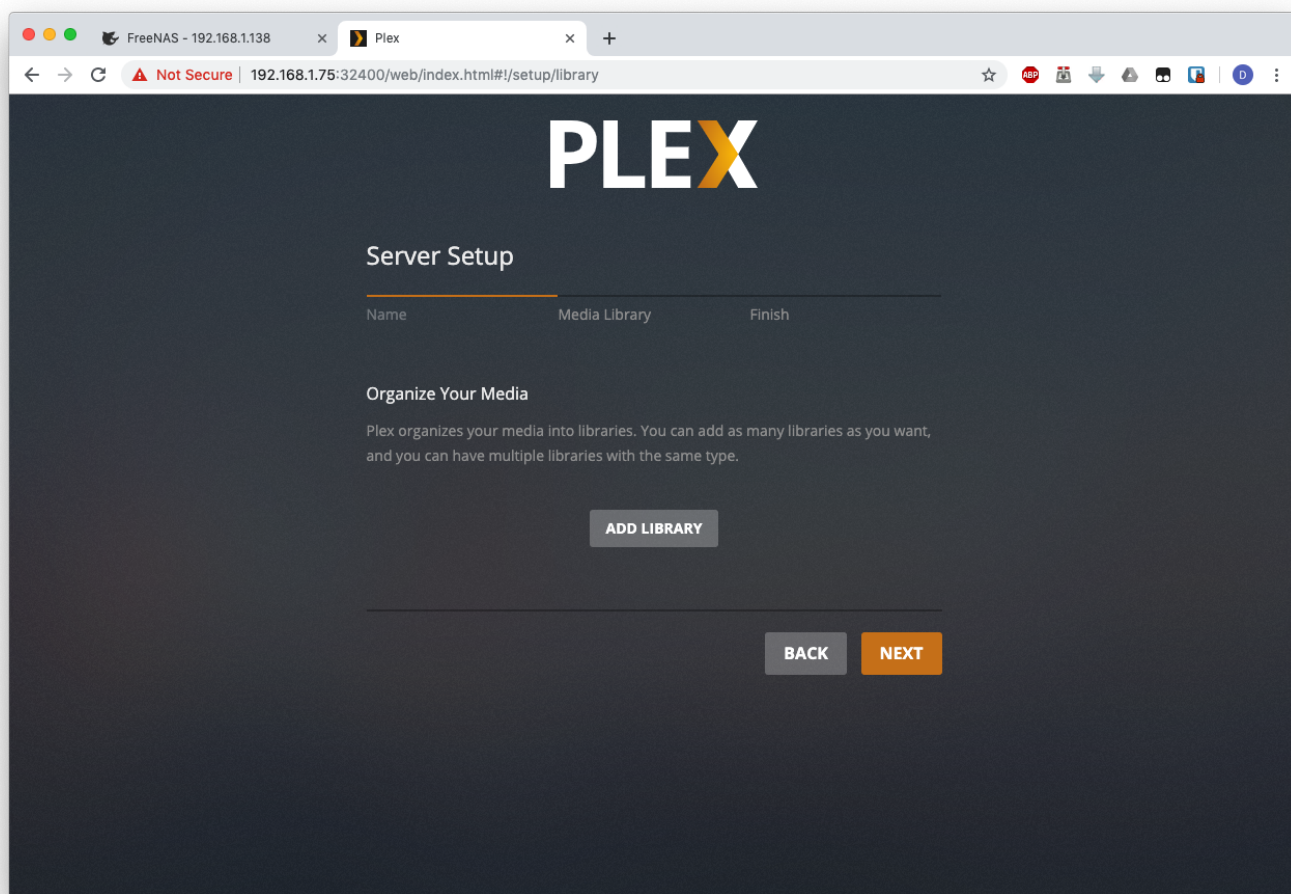 FreeNAS - 192.168.1.138
Plex
Not Secure
192.168.1.75:32400/web/index.html#!/setup/library
ABP
D
PLEX
Server Setup
Name
Media Library
Finish
Organize Your Media
Plex organizes your media into libraries. You can add as many libraries as you want,
and you can have multiple libraries with the same type.
ADD LIBRARY
BACK
NEXT